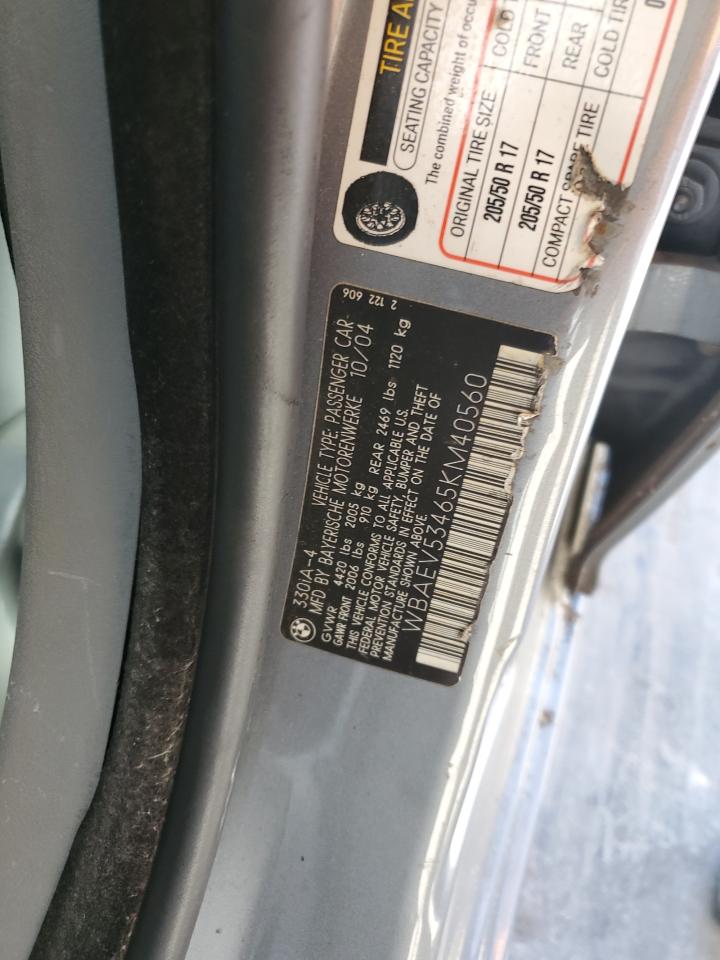 TIRE
SEATING CAPACITY
The combined weight of
ORIGINAL TIRE SIZE COLD
205/50 R 17 FRONT
205/50 R 17 REAR
COMPACT TIRE COLD TIR
2 122 606
330iA-4 VEHICLE TYPE: PASSENGER CAR
MFD BY BAYERISCHE MOTORENWERKE 10/04
GVWR 4420 lbs 2005 kg
GAWR FRONT 2006 lbs 910 kg REAR 2469 lbs 1120 kg
THIS VEHICLE CONFORMS TO ALL APPLICABLE U.S.
FEDERAL MOTOR VEHICLE SAFETY, BUMPER AND THEFT
PREVENTION STANDARDS IN EFFECT ON THE DATE OF
MANUFACTURE SHOWN ABOVE.
WBAEV53465KM40560